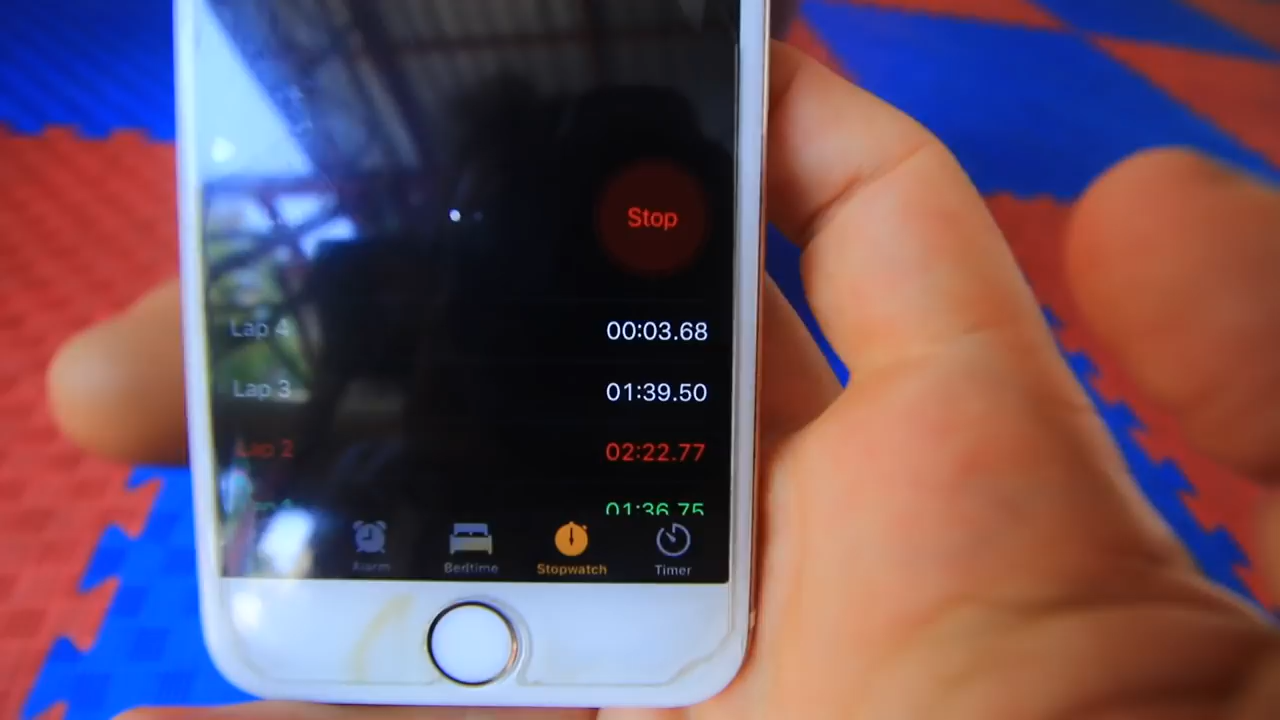 Stop
Lap 4 00:03.68
Lap 3 01:39.50
Lap 2 02:22.77
01:36.75
Alarm Bedtime Stopwatch Timer